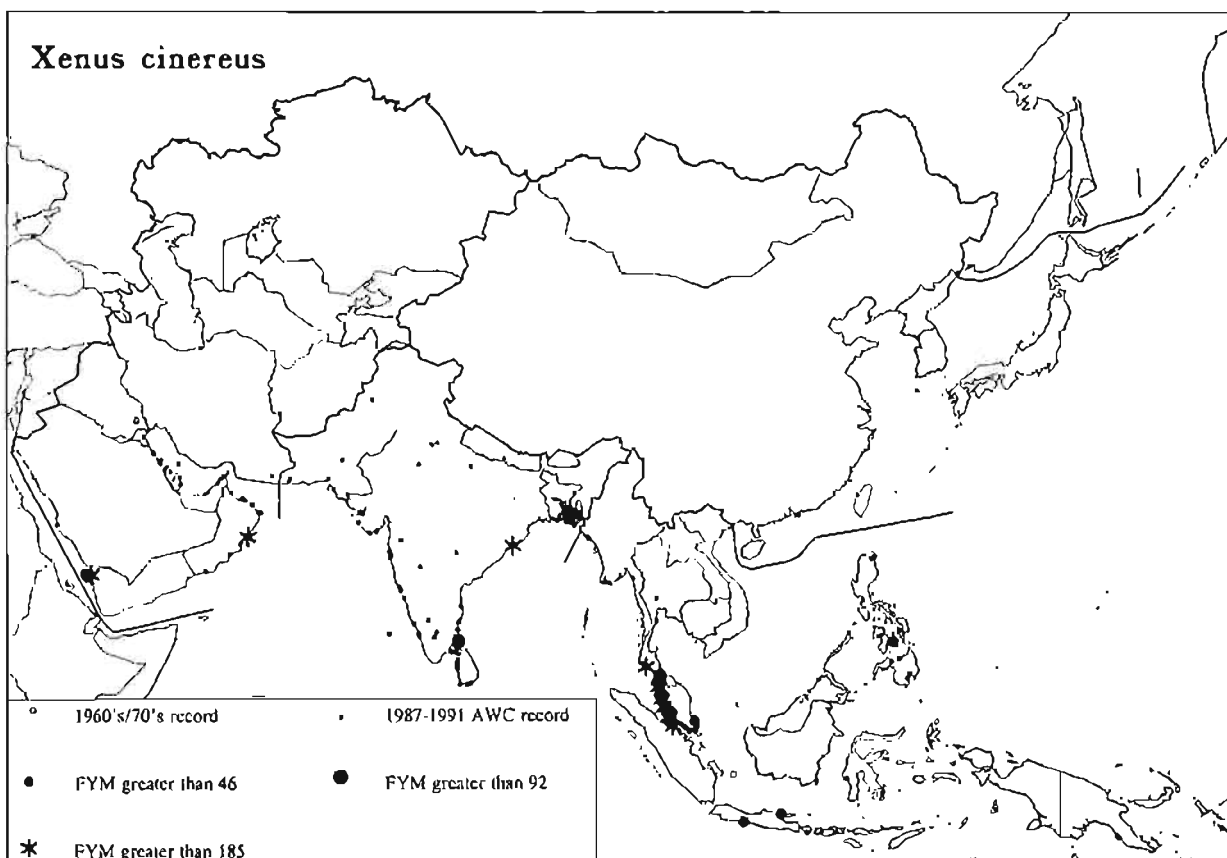 Xenus cinereus
1960's/70's record
1987-1991 AWC record
FYM greater than 46
FYM greater than 92
FYM greater than 185